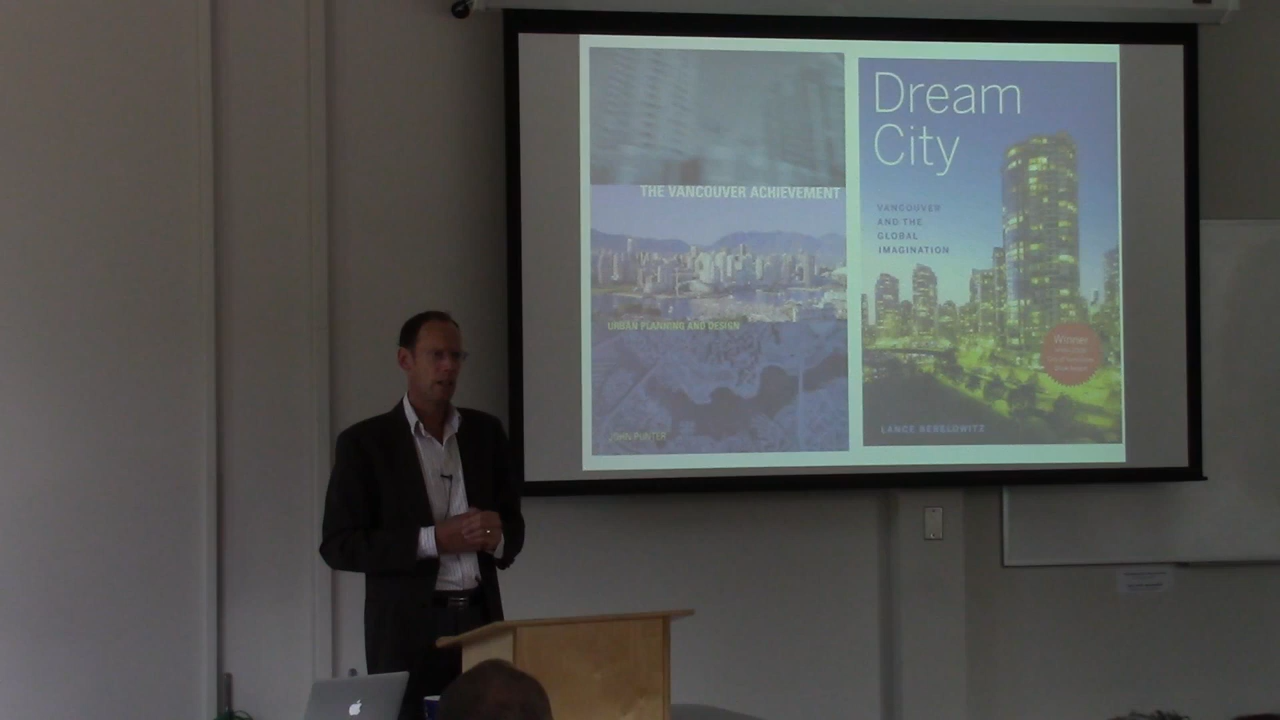 THE VANCOUVER ACHIEVEMENT
URBAN PLANNING AND DESIGN
JOHN PUNTER
Dream
City
VANCOUVER
AND THE
GLOBAL
IMAGINATION
Winner
LANCE BERELOWITZ